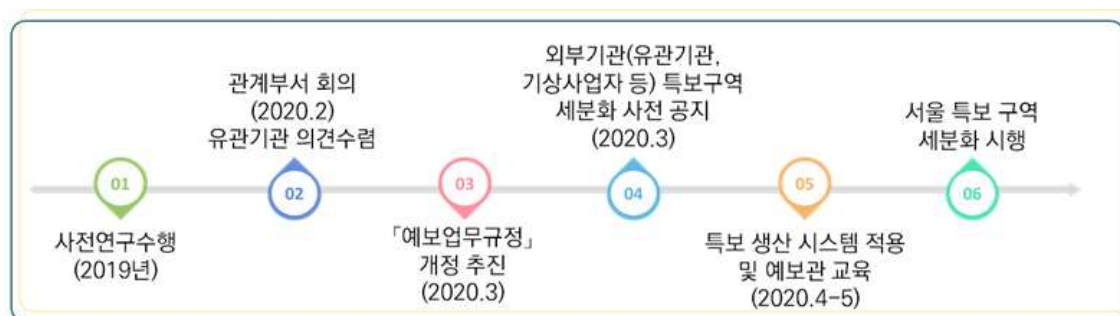 01
사전연구수행
(2019년)
관계부서 회의
(2020.2)
유관기관 의견수렴
02
03
「예보업무규정」
개정 추진
(2020.3)
외부기관(유관기관,
기상사업자 등) 특보구역
세분화 사전 공지
(2020.3)
04
05
특보 생산 시스템 적용
및 예보관 교육
(2020.4-5)
서울 특보 구역
세분화 시행
06